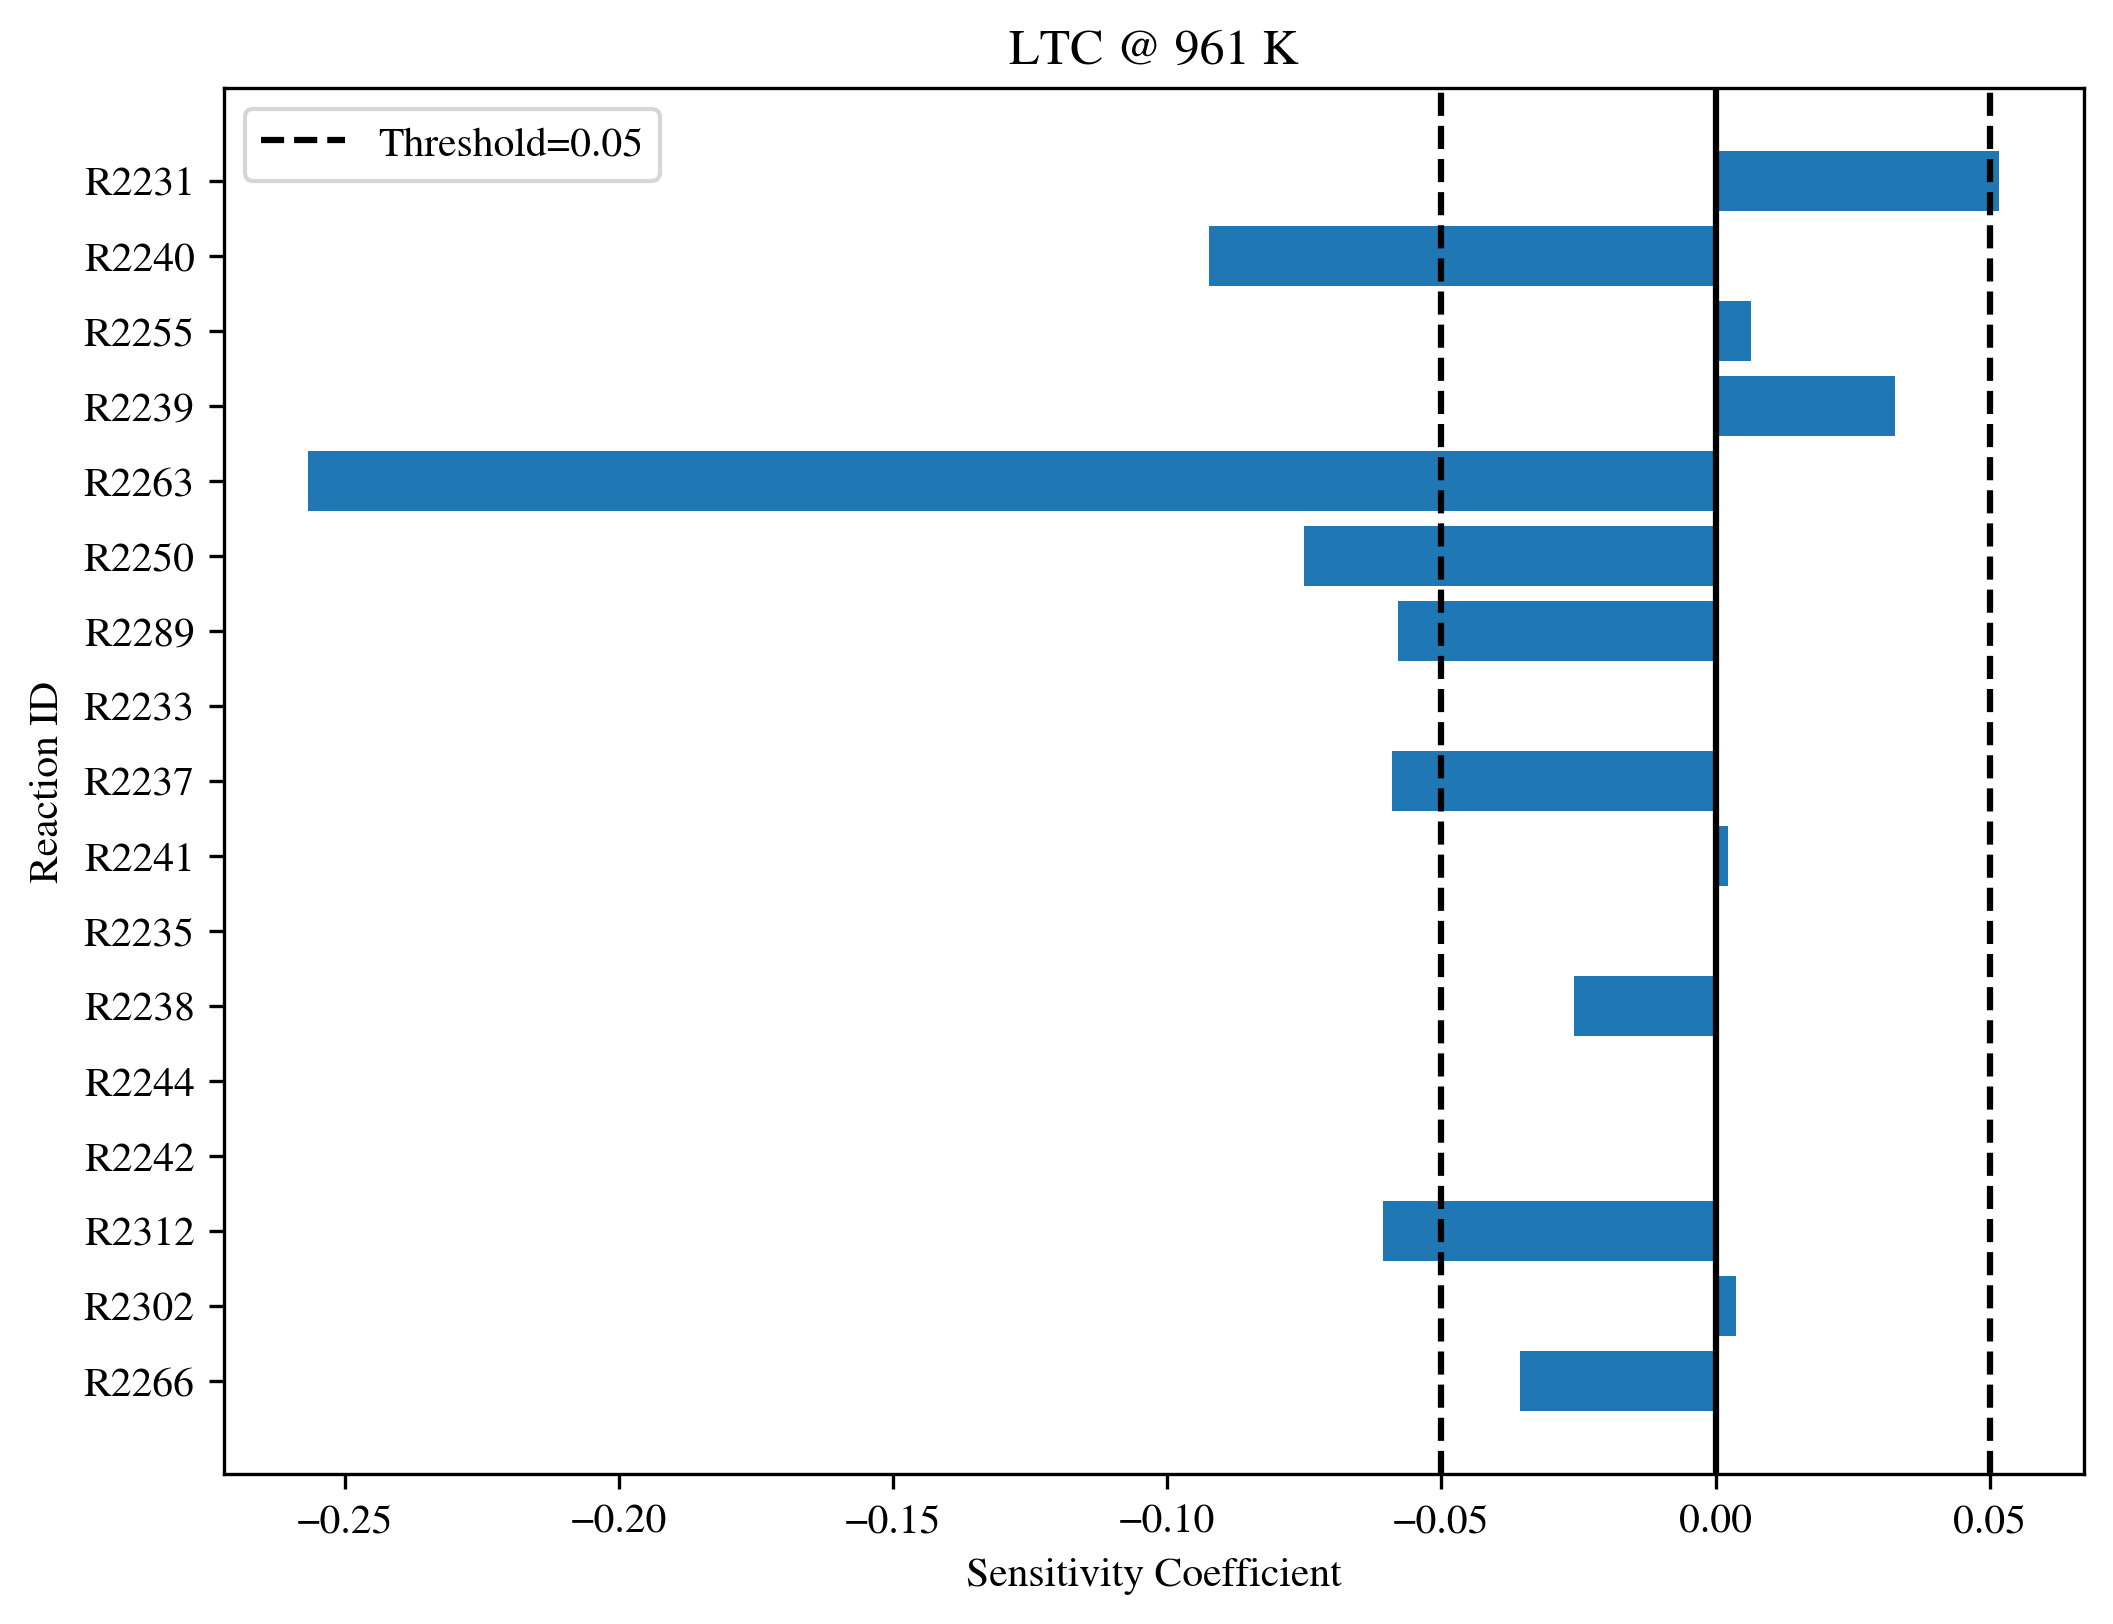 LTC @ 961 K
Threshold=0.05
R2231
R2240
R2255
R2239
R2263
R2250
R2289
R2233
R2237
R2241
R2235
R2238
R2244
R2242
R2312
R2302
R2266
Reaction ID
−0.25 −0.20 −0.15 −0.10 −0.05 0.00 0.05
Sensitivity Coefficient